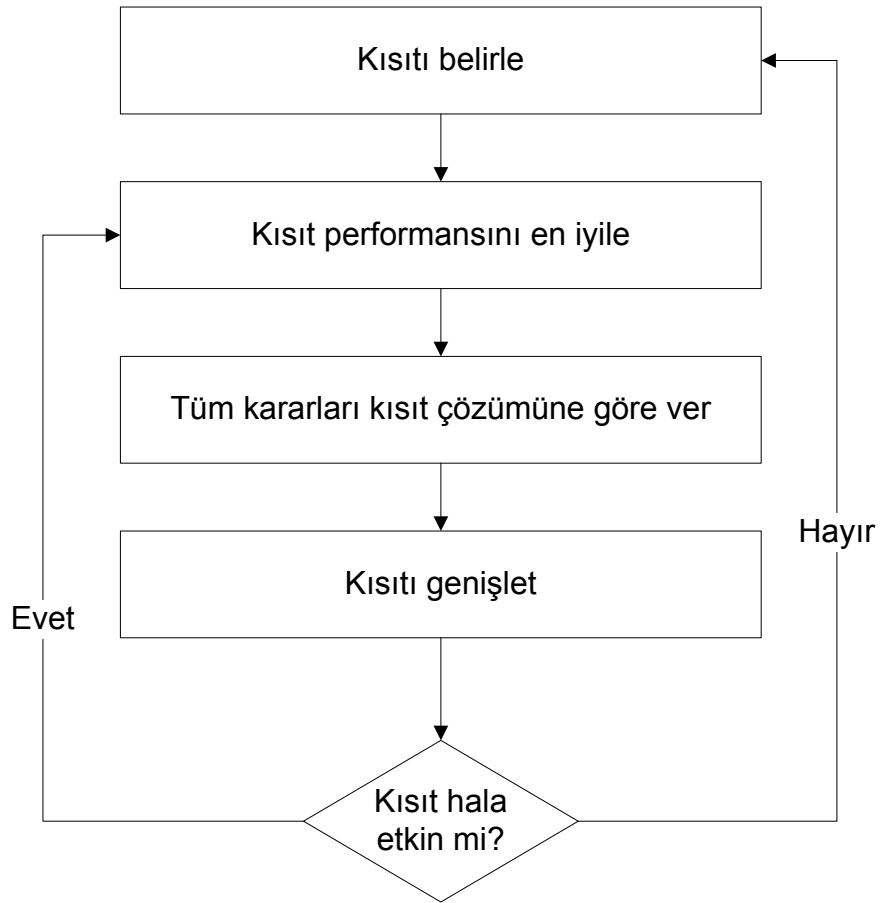 Kısıtı belirle
Kısıt performansını en iyile
Tüm kararları kısıt çözümüne göre ver
Hayır
Kısıtı genişlet
Evet
Kısıt hala
etkin mi?